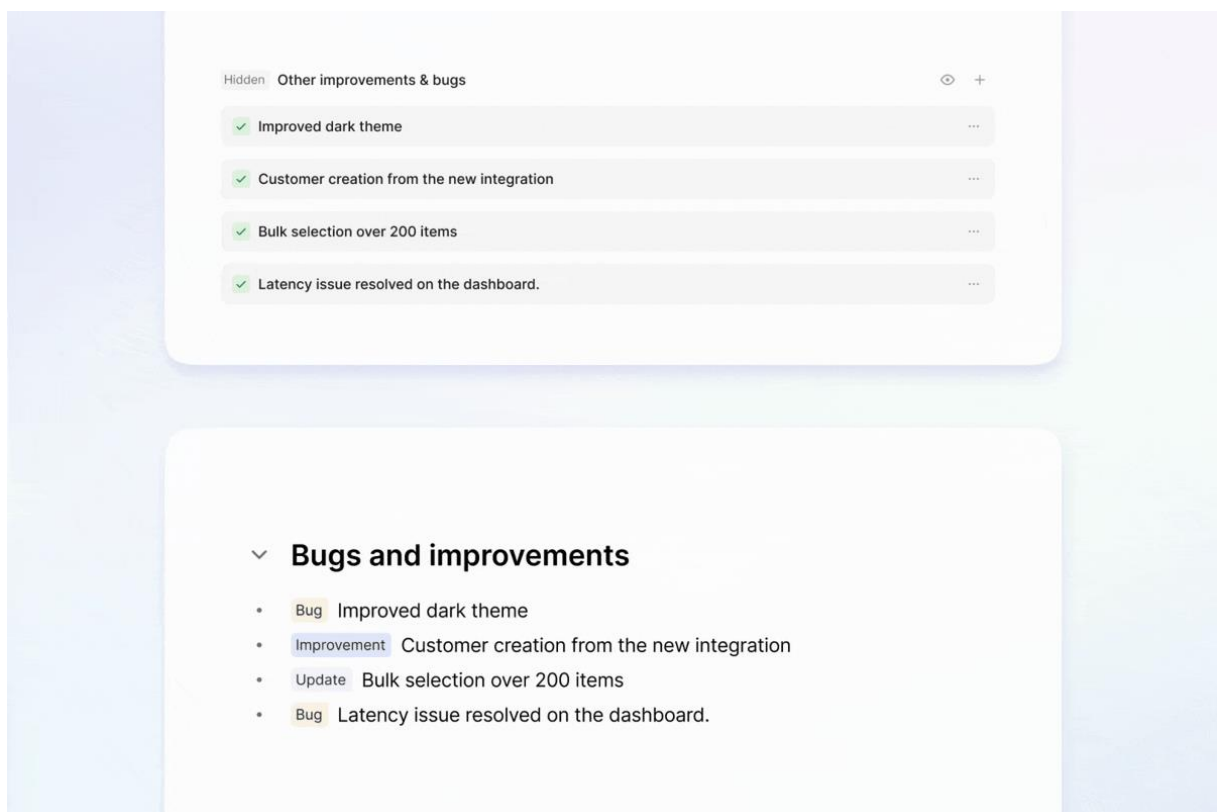 Hidden Other improvements & bugs
Improved dark theme
Customer creation from the new integration
Bulk selection over 200 items
Latency issue resolved on the dashboard.
Bugs and improvements
Bug Improved dark theme
Improvement Customer creation from the new integration
Update Bulk selection over 200 items
Bug Latency issue resolved on the dashboard.